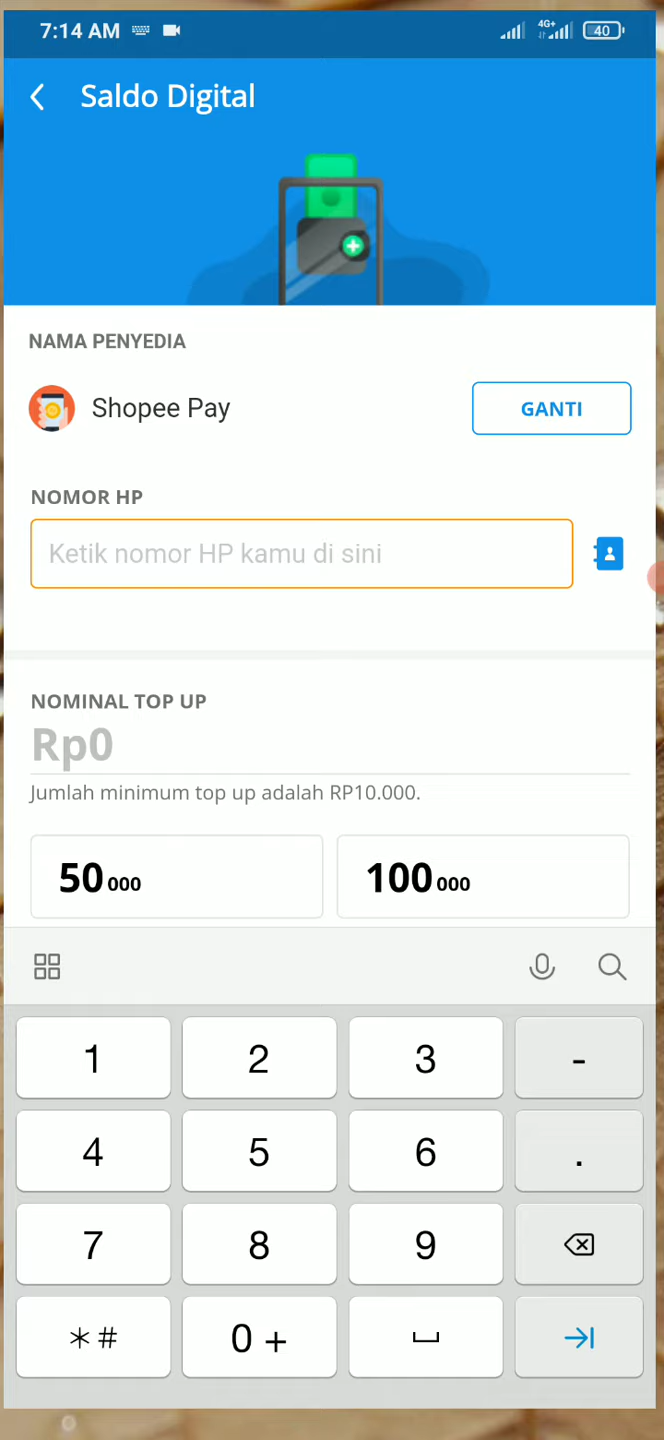 7:14 AM 4G+ 40
Saldo Digital
NAMA PENYEDIA
Shopee Pay GANTI
NOMOR HP
Ketik nomor HP kamu di sini
NOMINAL TOP UP
Rp0
Jumlah minimum top up adalah RP10.000.
50 000 100 000
1 2 3 -
4 5 6 .
7 8 9
*# 0 +